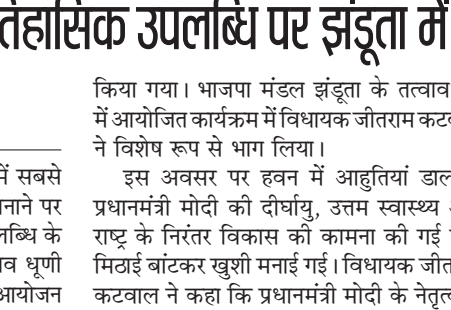 तिहासिक उपलब्धि पर झंडूता में
में सबसे
नाने पर
लब्धि के
व धूणी
आयोजन
किया गया। भाजपा मंडल झंडूता के तत्वाव
में आयोजित कार्यक्रम में विधायक जीतराम कटव
ने विशेष रूप से भाग लिया।
इस अवसर पर हवन में आहुतियां डाल
प्रधानमंत्री मोदी की दीर्घायु, उत्तम स्वास्थ्य
राष्ट्र के निरंतर विकास की कामना की गई
मिठाई बांटकर खुशी मनाई गई। विधायक जीत
कटवाल ने कहा कि प्रधानमंत्री मोदी के नेतृत्व